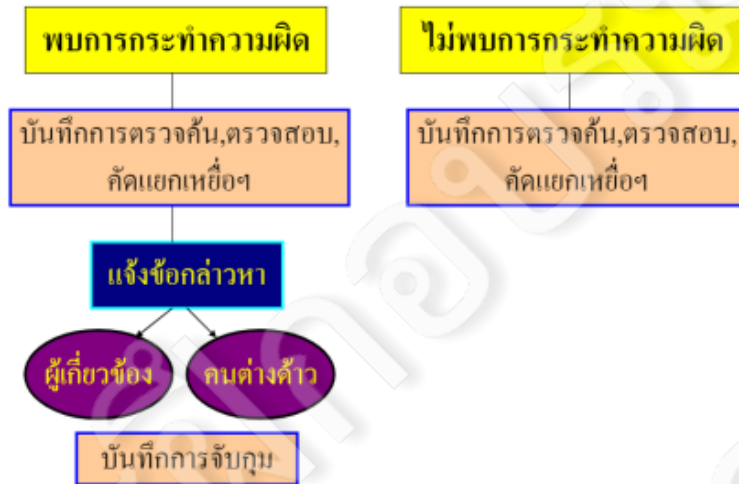 พบการกระทำความผิด
ไม่พบการกระทำความผิด
บันทึกการตรวจค้น,ตรวจสอบ,
คัดแยกเหยื่อฯ
บันทึกการตรวจค้น,ตรวจสอบ,
คัดแยกเหยื่อฯ
แจ้งข้อกล่าวหา
ผู้เกี่ยวข้อง
คนต่างด้าว
บันทึกการจับกุม